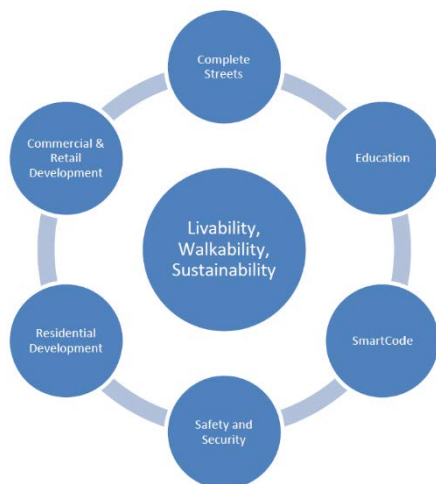 Complete
Streets
Commercial &
Retail
Development
Education
Livability,
Walkability,
Sustainability
Residential
Development
SmartCode
Safety and
Security